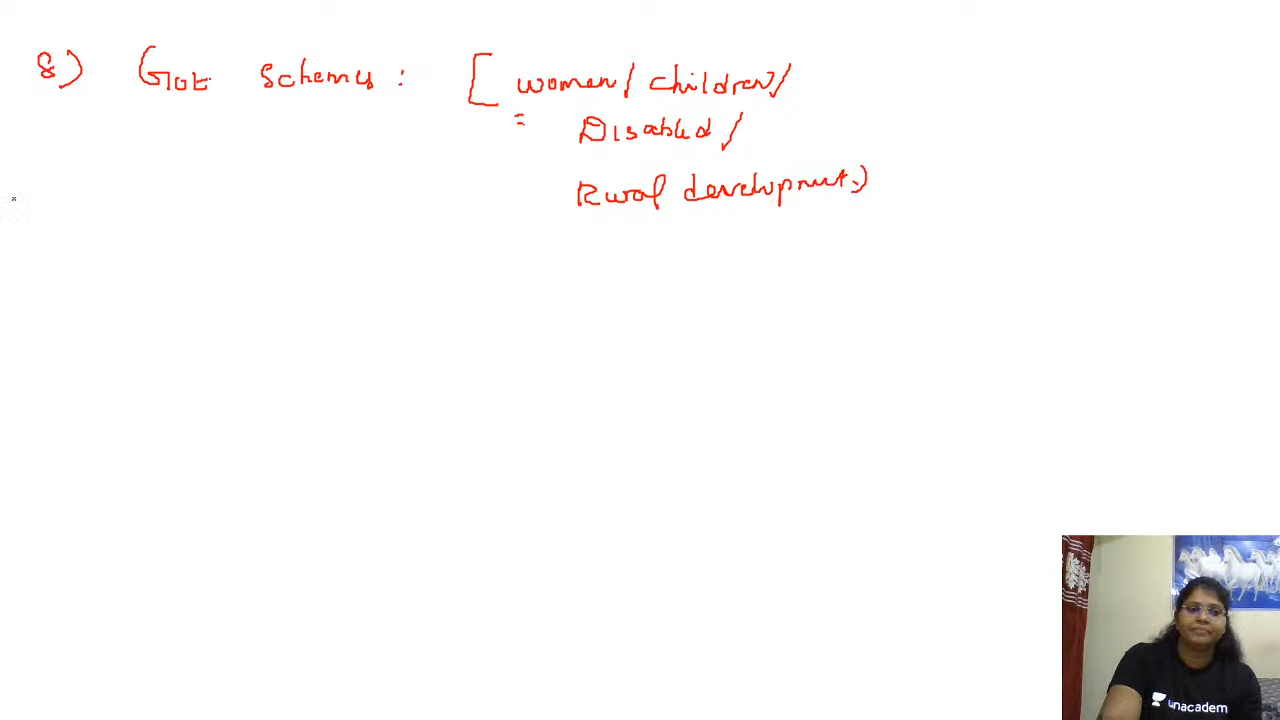 8) Got Schemes : [ women / children /
Disabled /
Rural development )
unacadem